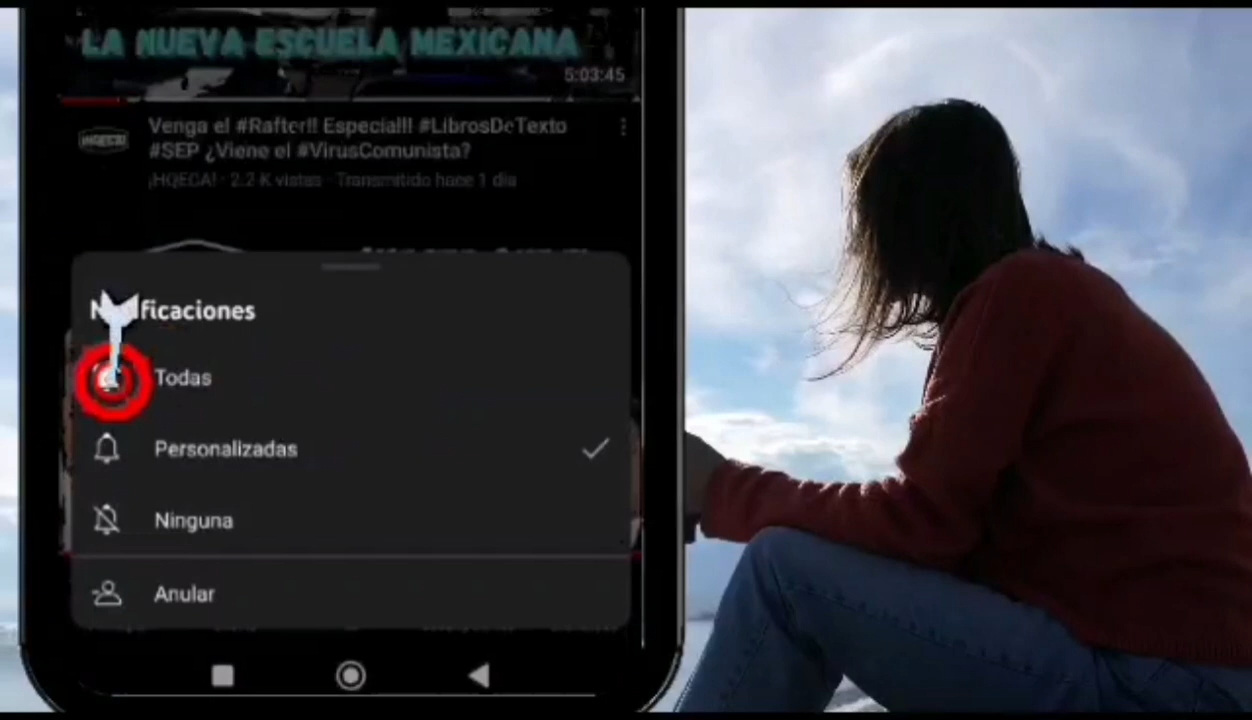 LA NUEVA ESCUELA MEXICANA
5:03:45
Venga el #Rafter!! Especial!! #LibrosDeTexto
#SEP ¿Viene el #VirusComunista?
¡HQECA! · 2.2 K vistas · Transmitido hace 1 día
Notificaciones
Todas
Personalizadas
Ninguna
Anular